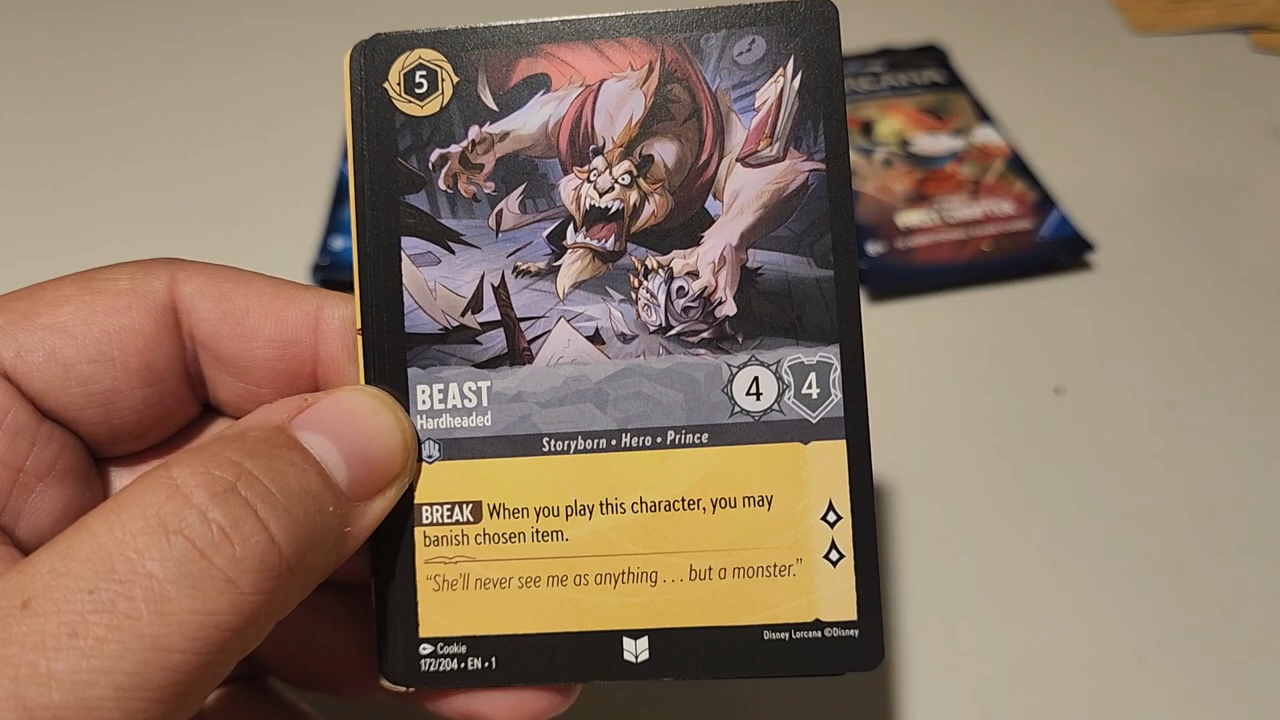 5
BEAST
Hardheaded
4
4
Storyborn • Hero • Prince
BREAK When you play this character, you may
banish chosen item.
“She’ll never see me as anything . . . but a monster.”
Disney Lorcana ©Disney
Cookie
172/204 • EN • 1